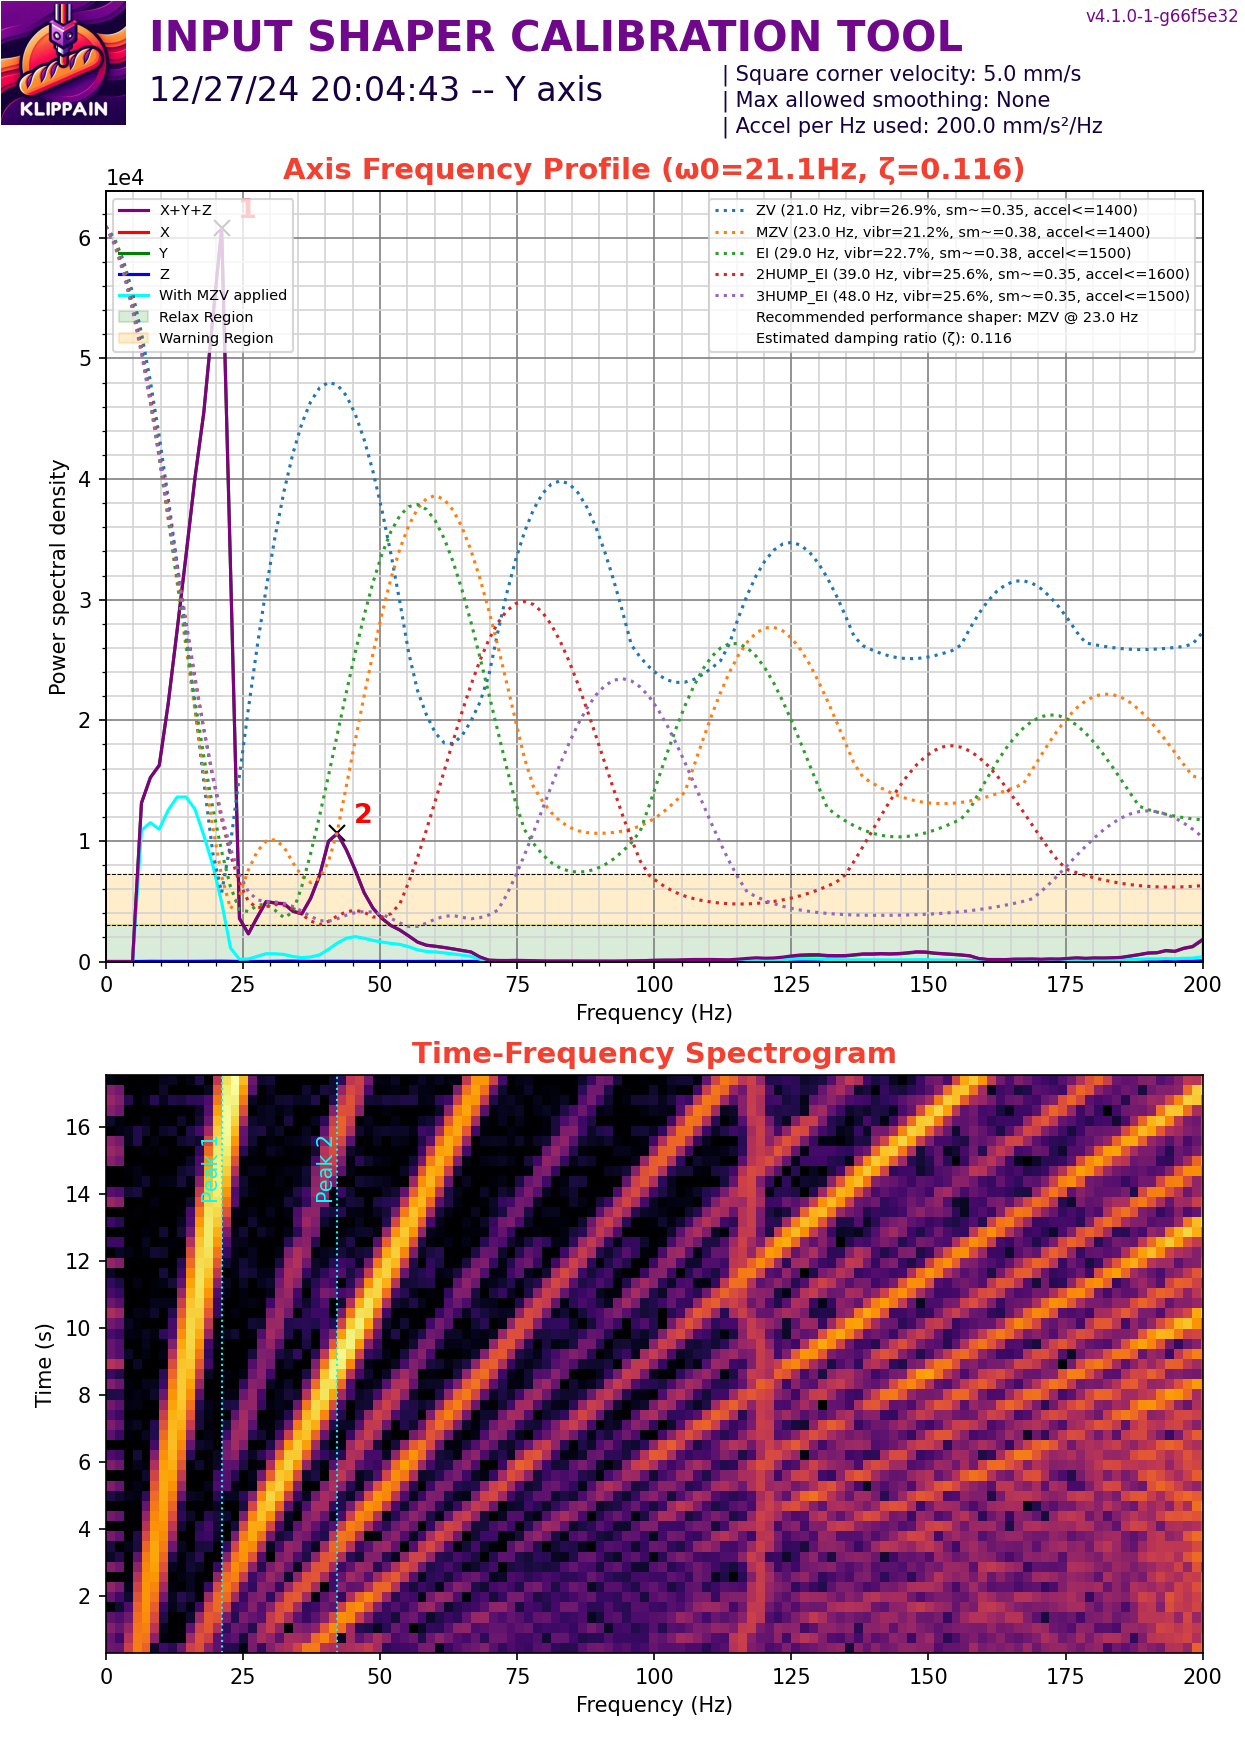 v4.1.0-1-g66f5e32
INPUT SHAPER CALIBRATION TOOL
12/27/24 20:04:43 -- Y axis
| Square corner velocity: 5.0 mm/s
| Max allowed smoothing: None
| Accel per Hz used: 200.0 mm/s²/Hz
KLIPPAIN
Axis Frequency Profile (ω0=21.1Hz, ζ=0.116)
1e4
X+Y+Z
X
Y
Z
With MZV applied
Relax Region
Warning Region
1
ZV (21.0 Hz, vibr=26.9%, sm~=0.35, accel<=1400)
MZV (23.0 Hz, vibr=21.2%, sm~=0.38, accel<=1400)
EI (29.0 Hz, vibr=22.7%, sm~=0.38, accel<=1500)
2HUMP_EI (39.0 Hz, vibr=25.6%, sm~=0.35, accel<=1600)
3HUMP_EI (48.0 Hz, vibr=25.6%, sm~=0.35, accel<=1500)
Recommended performance shaper: MZV @ 23.0 Hz
Estimated damping ratio (ζ): 0.116
6
5
4
3
2
1
0
Power spectral density
2
0 25 50 75 100 125 150 175 200
Frequency (Hz)
Time-Frequency Spectrogram
16
14
12
10
8
6
4
2
Time (s)
Peak 1
Peak 2
0 25 50 75 100 125 150 175 200
Frequency (Hz)